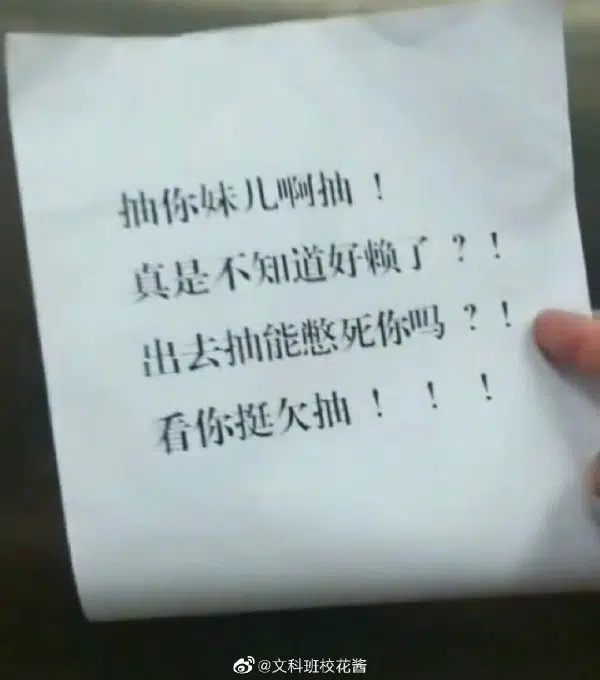 抽你妹儿啊抽！
真是不知道好赖了？！
出去抽能憋死你吗？！
看你挺欠抽！！！
@文科班校花酱